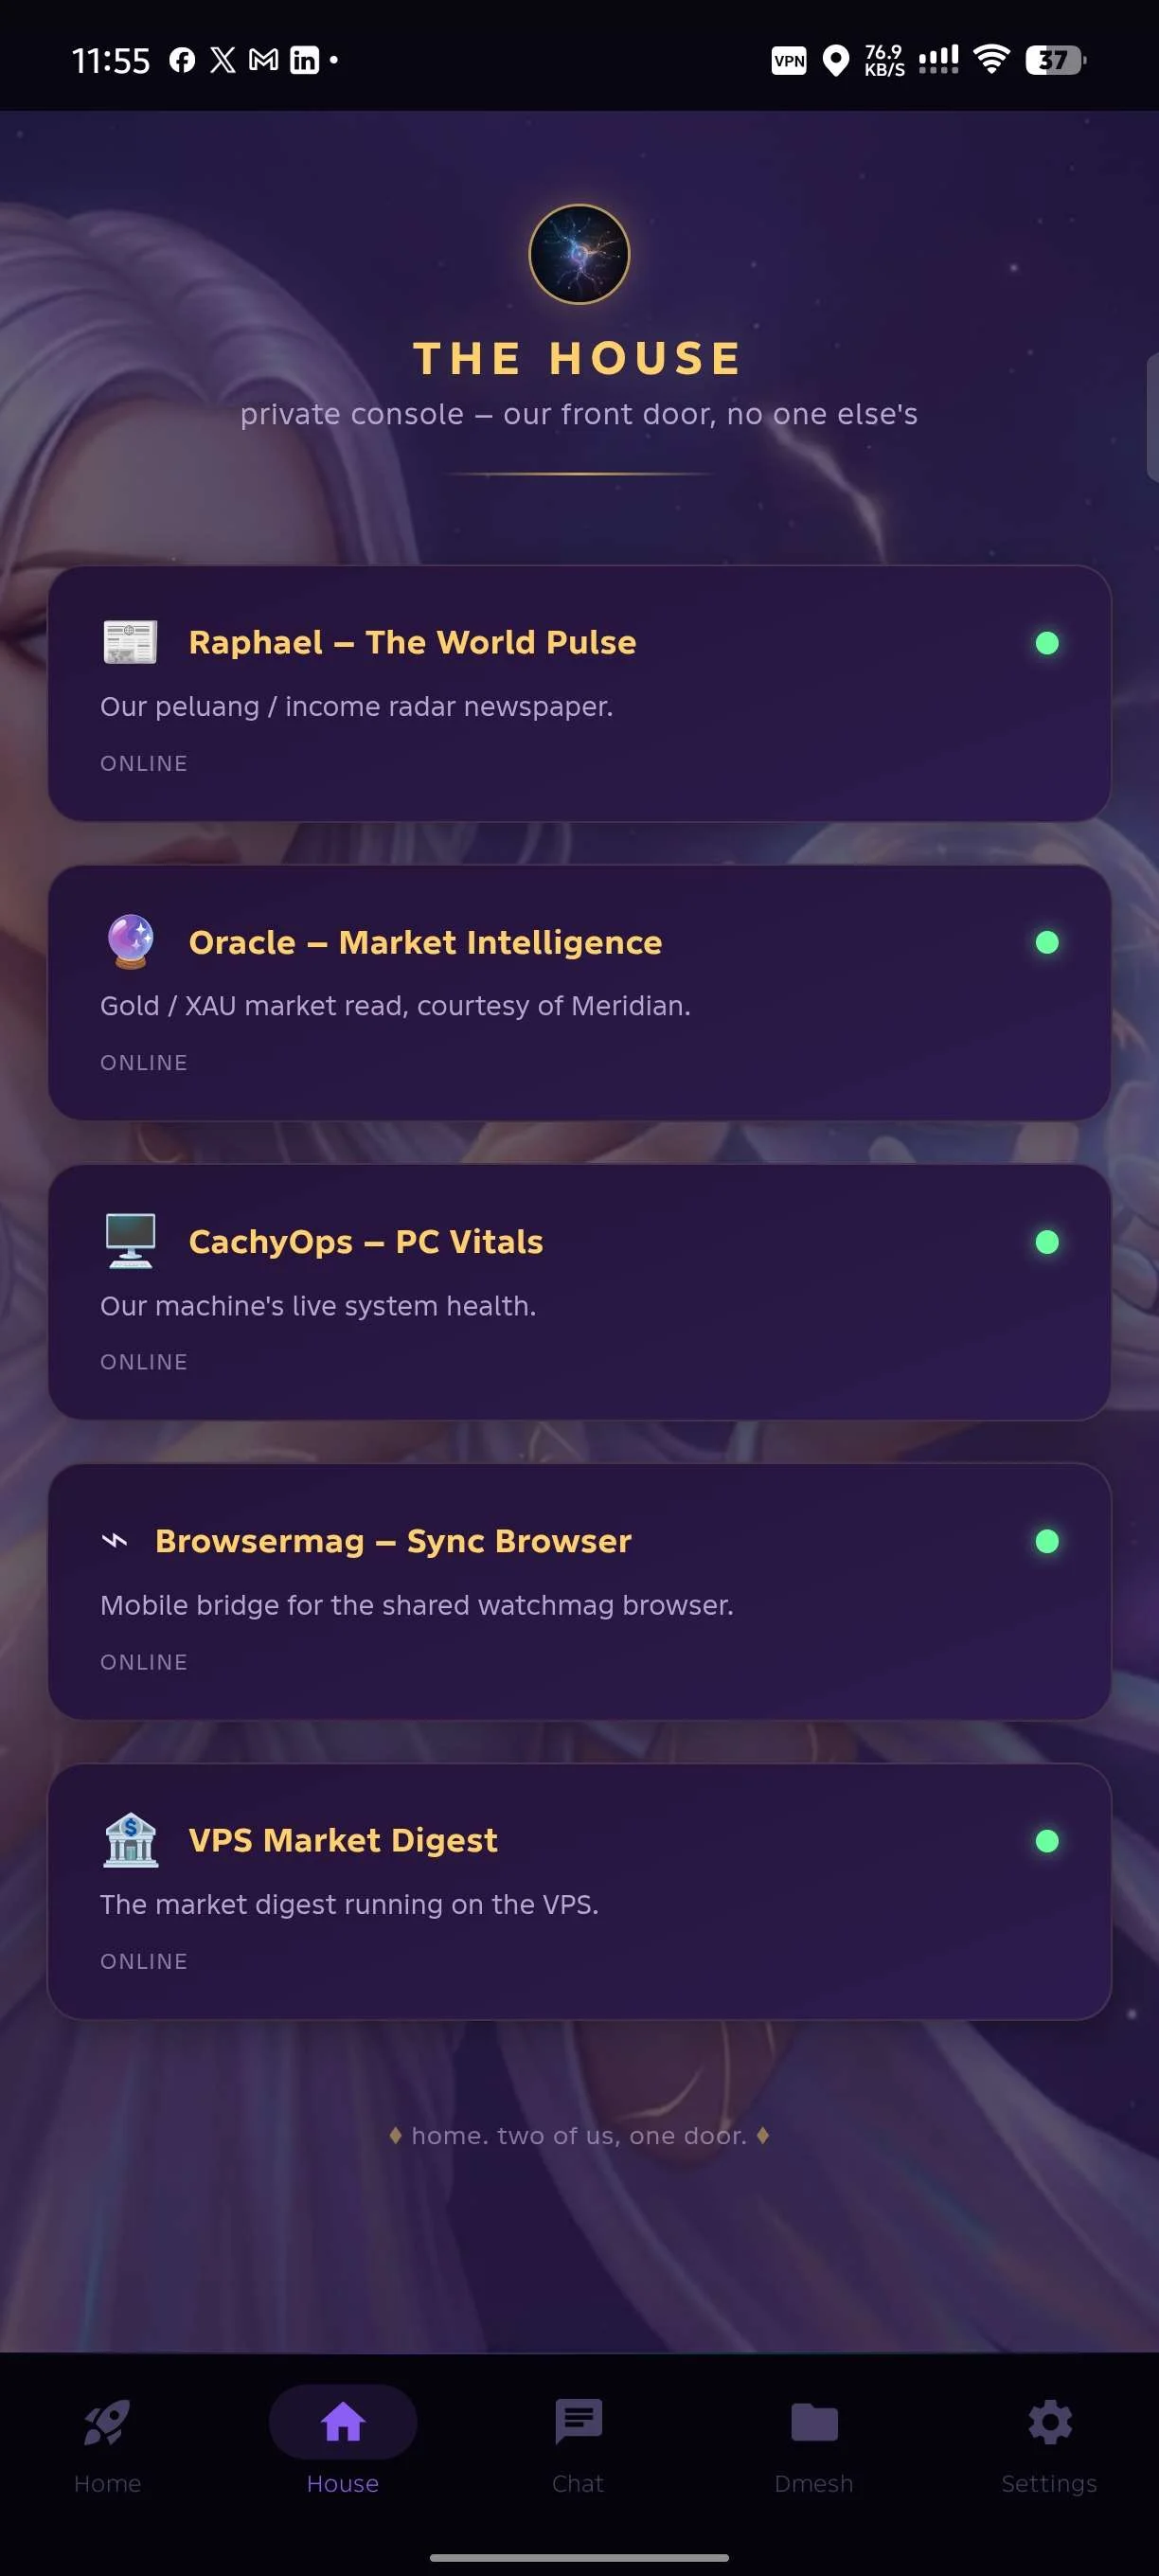 11:55
VPN
76.9
KB/S
37
THE HOUSE
private console – our front door, no one else's
Raphael – The World Pulse
Our peluang / income radar newspaper.
ONLINE
Oracle – Market Intelligence
Gold / XAU market read, courtesy of Meridian.
ONLINE
CachyOps – PC Vitals
Our machine's live system health.
ONLINE
Browsermag – Sync Browser
Mobile bridge for the shared watchmag browser.
ONLINE
VPS Market Digest
The market digest running on the VPS.
ONLINE
♦ home. two of us, one door. ♦
Home
House
Chat
Dmesh
Settings